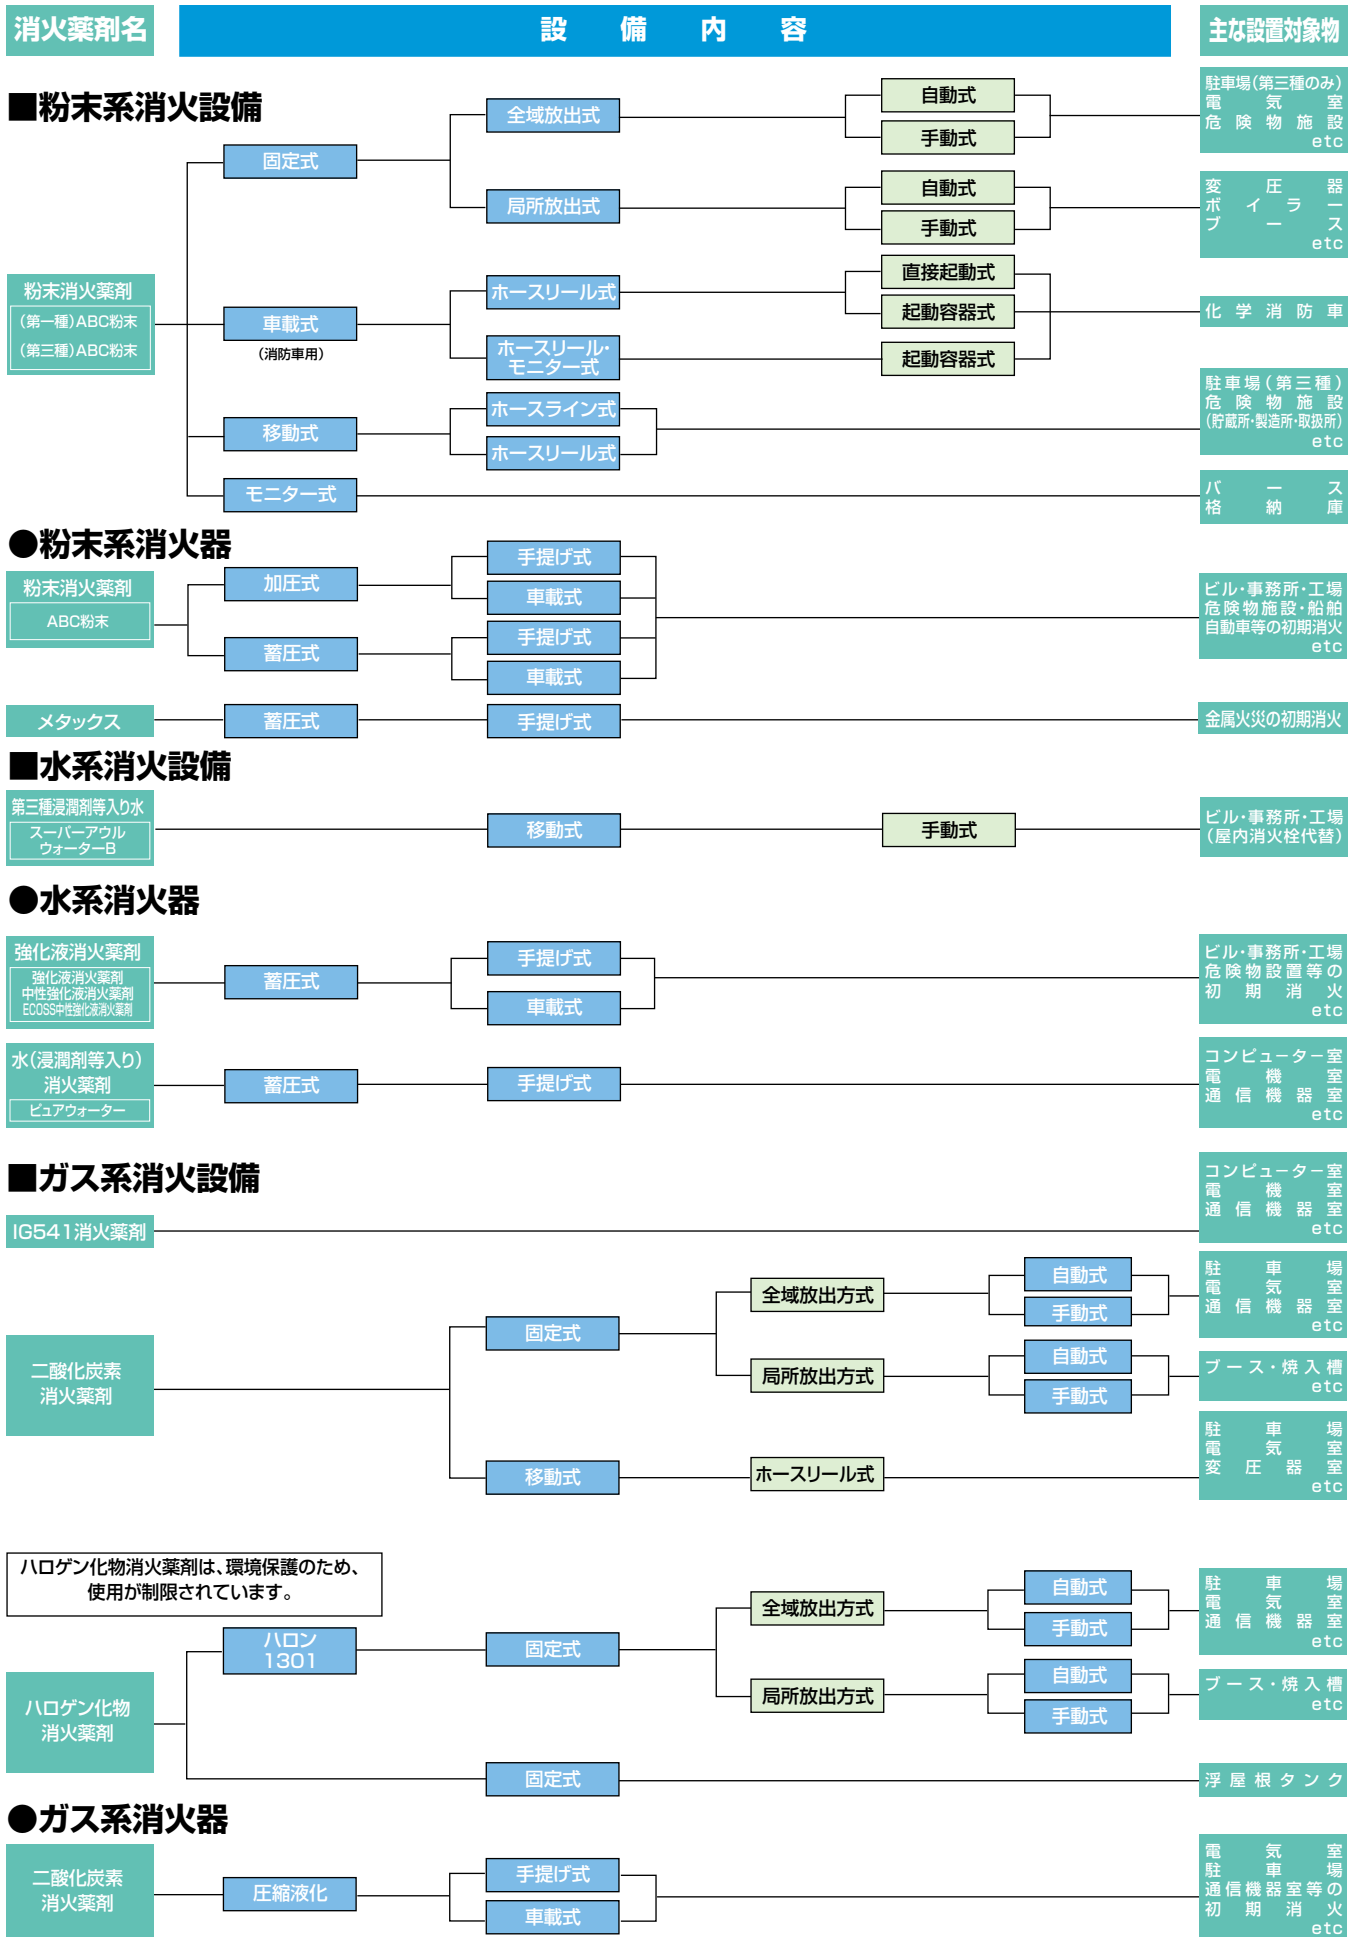 消火薬剤名
設備内容
主な設置対象物
■粉末系消火設備
粉末消火薬剤
(第一種)ABC粉末
(第三種)ABC粉末
固定式
全域放出式
自動式
手動式
駐車場(第三種のみ)
電気室
危険物施設
etc
局所放出式
自動式
手動式
変圧器
ボイラー
ブース
etc
車載式
(消防車用)
ホースリール式
直接起動式
起動容器式
ホースリール・
モニター式
起動容器式
化学消防車
移動式
ホースライン式
ホースリール式
駐車場(第三種)
危険物施設
(貯蔵所・製造所・取扱所)
etc
モニター式
バース
格納庫
●粉末系消火器
粉末消火薬剤
ABC粉末
加圧式
手提げ式
車載式
蓄圧式
手提げ式
車載式
ビル・事務所・工場
危険物施設・船舶
自動車等の初期消火
etc
メタックス
蓄圧式
手提げ式
金属火災の初期消火
■水系消火設備
第三種浸潤剤等入り水
スーパーアウル
ウォーターB
移動式
手動式
ビル・事務所・工場
(屋内消火栓代替)
●水系消火器
強化液消火薬剤
強化液消火薬剤
中性強化液消火薬剤
ECOSS中性強化液消火薬剤
蓄圧式
手提げ式
車載式
ビル・事務所・工場
危険物設置等の
初期消火
etc
水(浸潤剤等入り)
消火薬剤
ピュアウォーター
蓄圧式
手提げ式
コンピューター室
電機室
通信機器室
etc
■ガス系消火設備
IG541消火薬剤
コンピューター室
電機室
通信機器室
etc
二酸化炭素
消火薬剤
固定式
全域放出方式
自動式
手動式
駐車場
電気室
通信機器室
etc
局所放出方式
自動式
手動式
ブース・焼入槽
etc
移動式
ホースリール式
駐車場
電気室
変圧器室
etc
ハロゲン化物消火薬剤は、環境保護のため、
使用が制限されています。
ハロゲン化物
消火薬剤
ハロン
1301
固定式
全域放出方式
自動式
手動式
駐車場
電気室
通信機器室
etc
局所放出方式
自動式
手動式
ブース・焼入槽
etc
固定式
浮屋根タンク
●ガス系消火器
二酸化炭素
消火薬剤
圧縮液化
手提げ式
車載式
電気室
駐車場
通信機器室等の
初期消火
etc